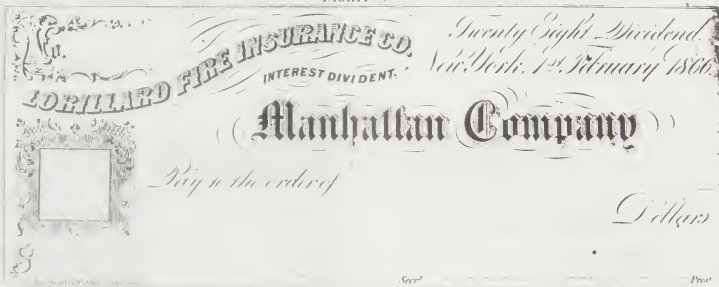 No.
LORILLARD FIRE INSURANCE CO.
INTEREST DIVIDENT.
Twenty Eight Dividend.
New York, 1st February 1866.
Manhattan Company
Pay to the order of
Dollars
Secry
Prest